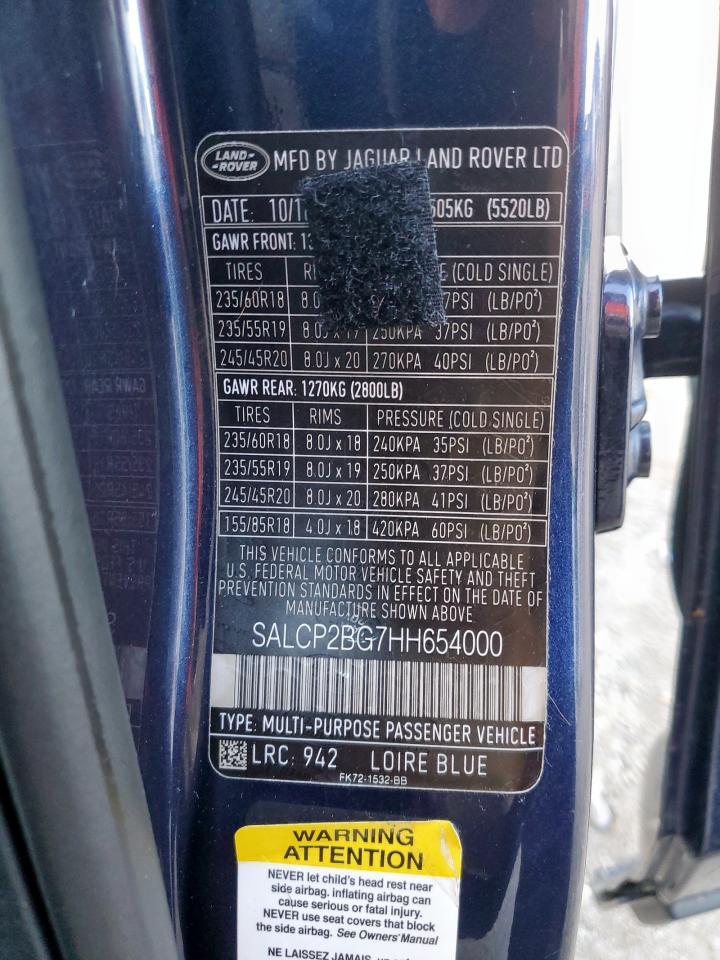 LAND-
-ROVER
MFD BY JAGUAR LAND ROVER LTD
DATE: 10/1 505KG (5520LB)
GAWR FRONT: 13
TIRES RI E (COLD SINGLE)
235/60R18 8.0 7PSI (LB/PO²)
235/55R19 8.0J x 19 250KPA 37PSI (LB/PO²)
245/45R20 8.0J x 20 270KPA 40PSI (LB/PO²)
GAWR REAR: 1270KG (2800LB)
TIRES RIMS PRESSURE (COLD SINGLE)
235/60R18 8.0J x 18 240KPA 35PSI (LB/PO²)
235/55R19 8.0J x 19 250KPA 37PSI (LB/PO²)
245/45R20 8.0J x 20 280KPA 41PSI (LB/PO²)
155/85R18 4.0J x 18 420KPA 60PSI (LB/PO²)
THIS VEHICLE CONFORMS TO ALL APPLICABLE
U.S. FEDERAL MOTOR VEHICLE SAFETY AND THEFT
PREVENTION STANDARDS IN EFFECT ON THE DATE OF
MANUFACTURE SHOWN ABOVE
SALCP2BG7HH654000
TYPE: MULTI-PURPOSE PASSENGER VEHICLE
LRC: 942 LOIRE BLUE
FK72-1532-BB
WARNING
ATTENTION
NEVER let child's head rest near
side airbag. inflating airbag can
cause serious or fatal injury.
NEVER use seat covers that block
the side airbag. See Owners' Manual
NE LAISSEZ JAMAIS